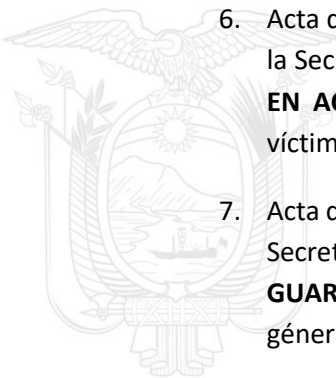 6. Acta d
la Sec
EN AC
víctim
7. Acta d
Secret
GUAR
géner